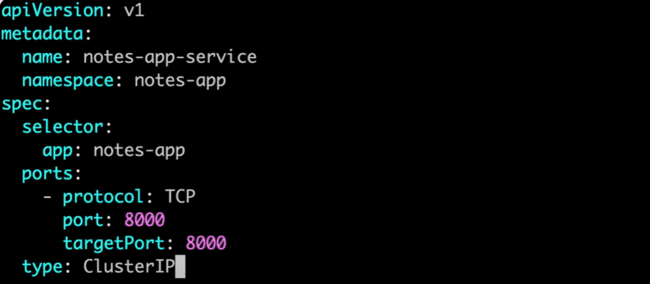 apiVersion: v1
metadata:
  name: notes-app-service
  namespace: notes-app
spec:
  selector:
    app: notes-app
  ports:
    - protocol: TCP
      port: 8000
      targetPort: 8000
  type: ClusterIP